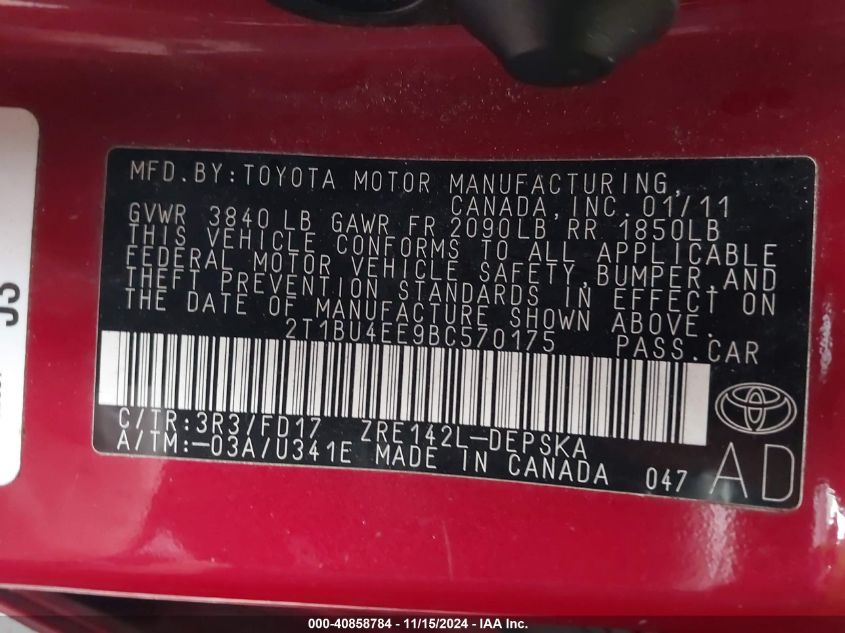 MFD.BY:TOYOTA MOTOR MANUFACTURING,
CANADA,INC. 01/11
GVWR 3840 LB GAWR FR 2090LB RR 1850LB
THIS VEHICLE CONFORMS TO ALL APPLICABLE
FEDERAL MOTOR VEHICLE SAFETY,BUMPER,AND
THEFT PREVENTION STANDARDS IN EFFECT ON
THE DATE OF MANUFACTURE SHOWN ABOVE.
2T1BU4EE9BC570175 PASS.CAR
C/TR:3R3/FD17 ZRE142L-DEPSKA
A/TM:-03A/U341E MADE IN CANADA 047 AD
#STOCK-40858784 - 11/15/2024 - IAA Inc.